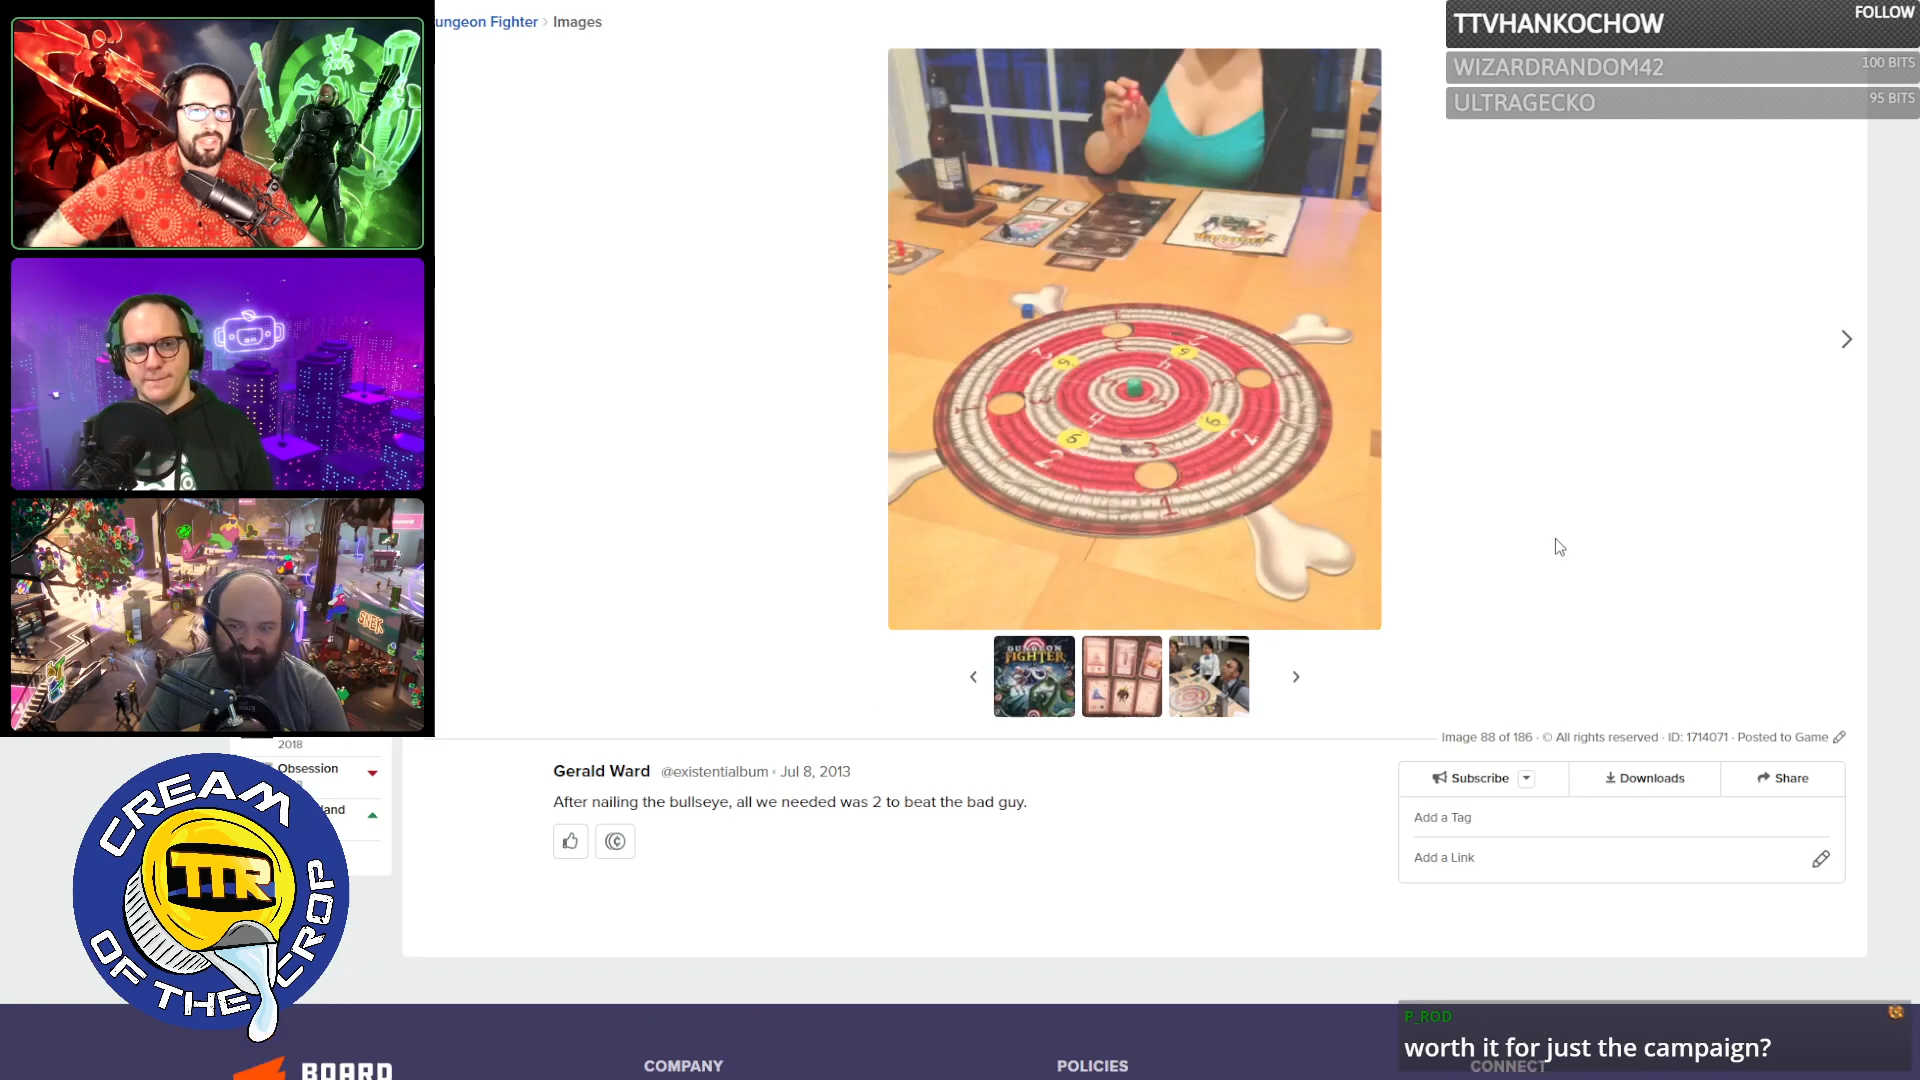 ungeon Fighter > Images
TTVHANKOCHOW FOLLOW
WIZARDRANDOM42 100 BITS
ULTRAGECKO 95 BITS
SNEK
DUNGEON
FIGHTER
Image 88 of 186 · © All rights reserved · ID: 1714071 · Posted to Game
2018
Obsession
land
Gerald Ward @existentialbum · Jul 8, 2013
After nailing the bullseye, all we needed was 2 to beat the bad guy.
Subscribe Downloads Share
Add a Tag
Add a Link
CREAM
TTR
OF THE CROP
P_ROD
worth it for just the campaign?
BOARD COMPANY POLICIES CONNECT